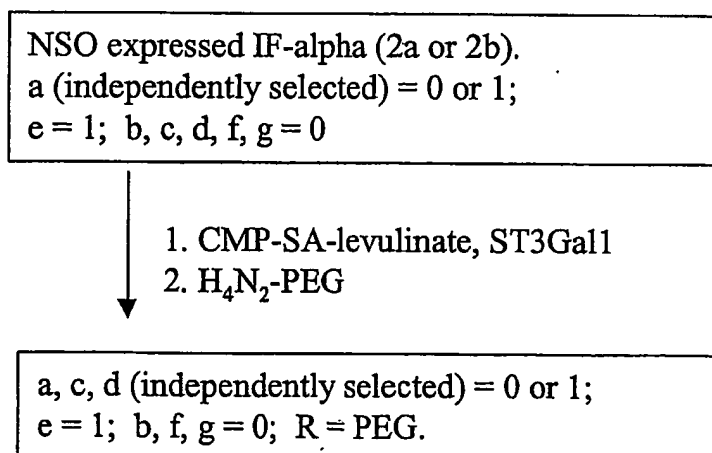 NSO expressed IF-alpha (2a or 2b).
a (independently selected) = 0 or 1;
e = 1; b, c, d, f, g = 0
1. CMP-SA-levulinate, ST3Gal1
2. H₄N₂-PEG
a, c, d (independently selected) = 0 or 1;
e = 1; b, f, g = 0; R = PEG.